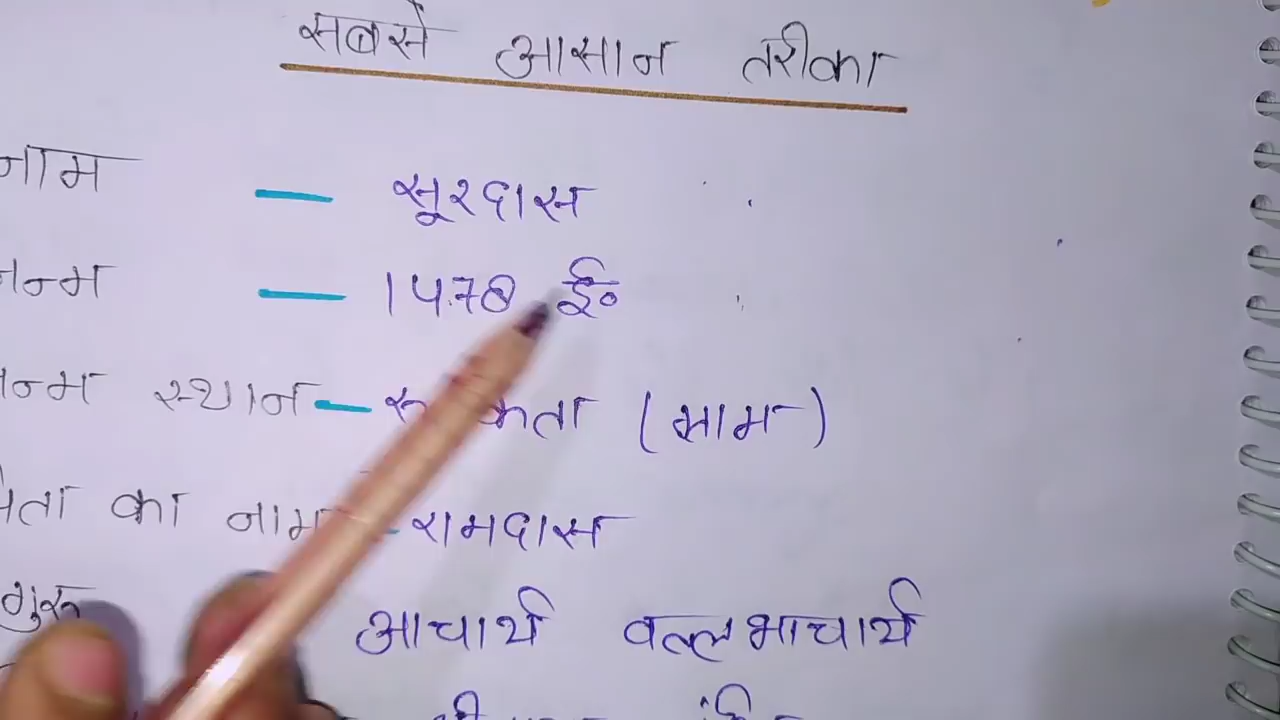 सबसे आसान तरीका
नाम — सूरदास
जन्म — 1478 ई०
जन्म स्थान — (ग्राम)
पिता का नाम - रामदास
गुरु आचार्य वल्लभाचार्य